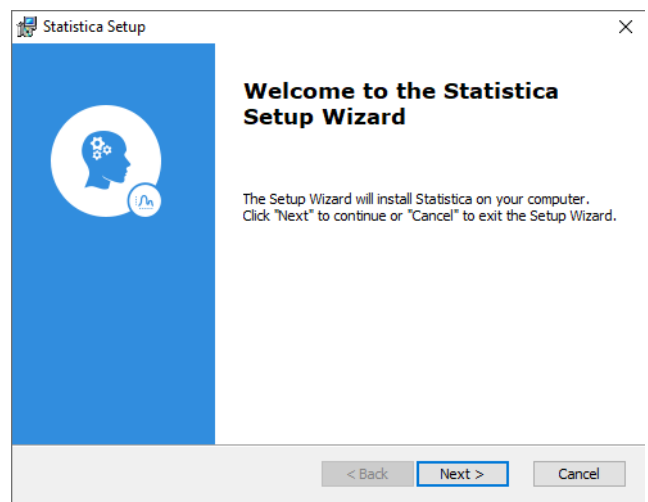 Statistica Setup
Welcome to the Statistica
Setup Wizard
The Setup Wizard will install Statistica on your computer.
Click "Next" to continue or "Cancel" to exit the Setup Wizard.
< Back
Next >
Cancel